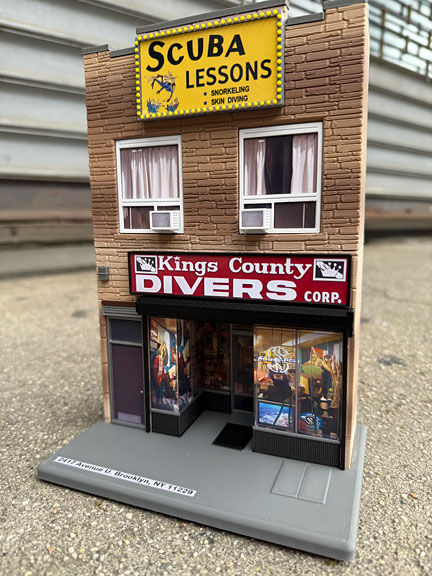 SCUBA
LESSONS
• SNORKELING
• SKIN DIVING
Kings County
DIVERS CORP.
2417 Avenue U. Brooklyn, NY 11229